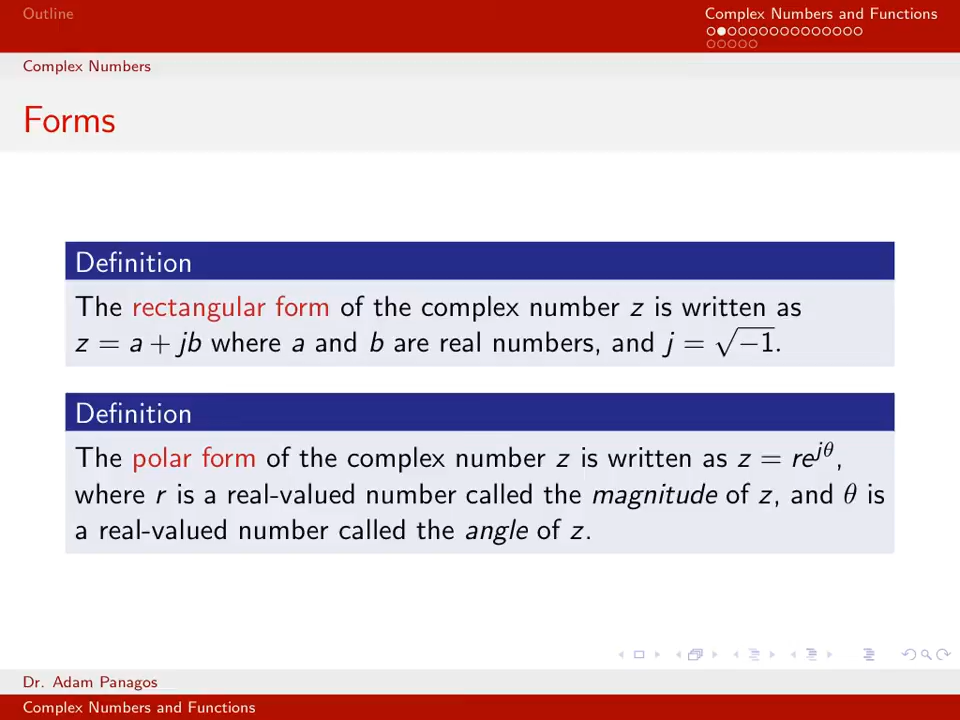 Outline
Complex Numbers and Functions
Complex Numbers
Forms
Definition
The rectangular form of the complex number z is written as
z = a + jb where a and b are real numbers, and j = √−1.
Definition
The polar form of the complex number z is written as z = re^{jθ},
where r is a real-valued number called the magnitude of z, and θ is
a real-valued number called the angle of z.
Dr. Adam Panagos
Complex Numbers and Functions